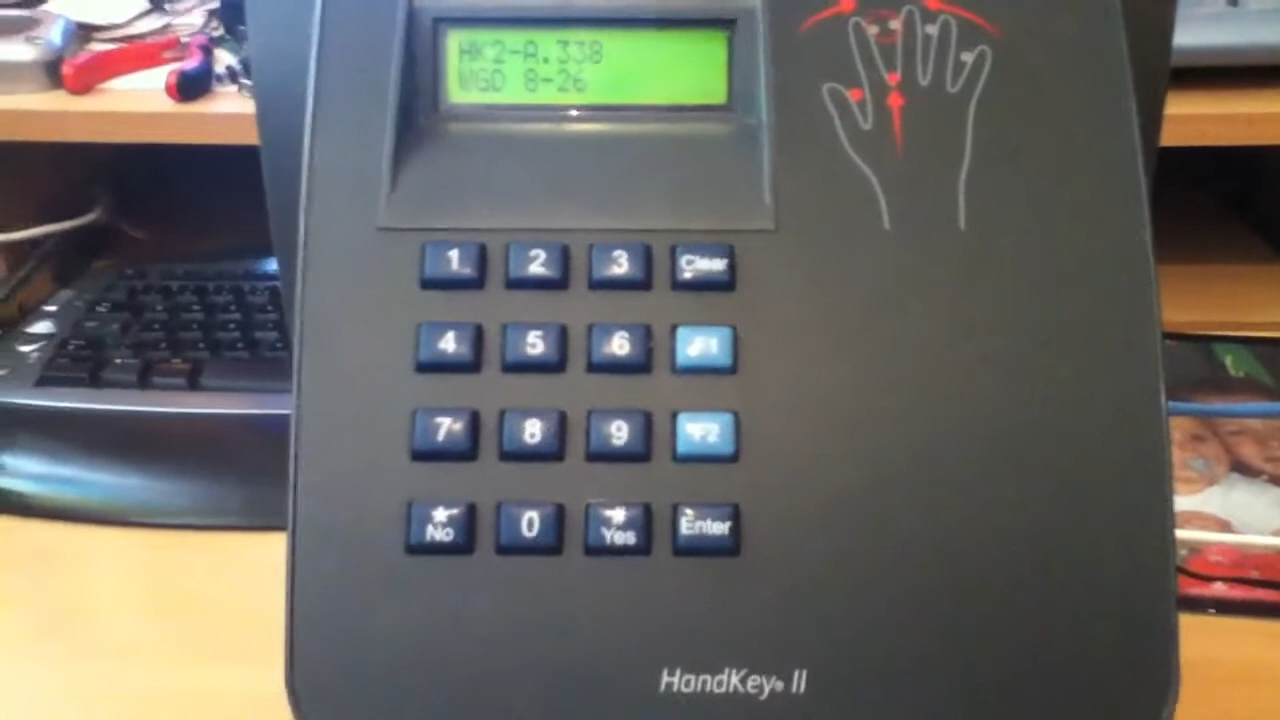 HK2-A.338
WGD 8-26
1 2 3 Clear
4 5 6 F1
7 8 9 F2
* No 0 # Yes Enter
HandKey® II